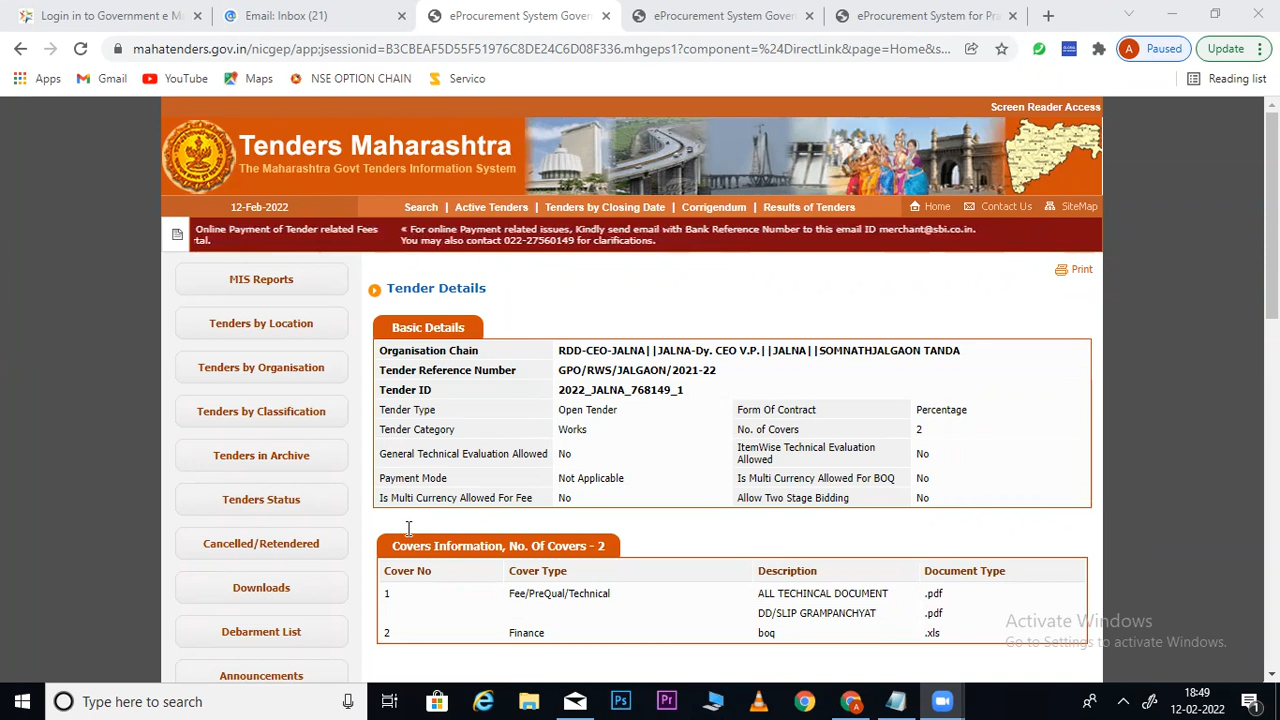 Login in to Government e M
Email: Inbox (21)
eProcurement System Gover
eProcurement System Gover
eProcurement System for Pra
mahatenders.gov.in/nicgep/app;jsessionid=B3CBEAF5D55F51976C8DE24C6D08F336.mhgeps1?component=%24DirectLink&page=Home&s...
A Paused
Update
Apps Gmail YouTube Maps NSE OPTION CHAIN Servico
Reading list
Screen Reader Access
Tenders Maharashtra
The Maharashtra Govt Tenders Information System
12-Feb-2022
Search | Active Tenders | Tenders by Closing Date | Corrigendum | Results of Tenders
Home Contact Us SiteMap
Online Payment of Tender related Fees
rtal.
« For online Payment related issues, Kindly send email with Bank Reference Number to this email ID merchant@sbi.co.in.
You may also contact 022-27560149 for clarifications.
MIS Reports
Tenders by Location
Tenders by Organisation
Tenders by Classification
Tenders in Archive
Tenders Status
Cancelled/Retendered
Downloads
Debarment List
Announcements
Print
Tender Details
Basic Details
Organisation Chain RDD-CEO-JALNA||JALNA-Dy. CEO V.P.||JALNA||SOMNATHJALGAON TANDA
Tender Reference Number GPO/RWS/JALGAON/2021-22
Tender ID 2022_JALNA_768149_1
Tender Type Open Tender Form Of Contract Percentage
Tender Category Works No. of Covers 2
General Technical Evaluation Allowed No ItemWise Technical Evaluation
Allowed No
Payment Mode Not Applicable Is Multi Currency Allowed For BOQ No
Is Multi Currency Allowed For Fee No Allow Two Stage Bidding No
Covers Information, No. Of Covers - 2
Cover No Cover Type Description Document Type
1 Fee/PreQual/Technical ALL TECHINCAL DOCUMENT .pdf
DD/SLIP GRAMPANCHYAT .pdf
2 Finance boq .xls
Activate Windows
Go to Settings to activate Windows.
Type here to search
Ps
Pr
A
18:49
12-02-2022
1